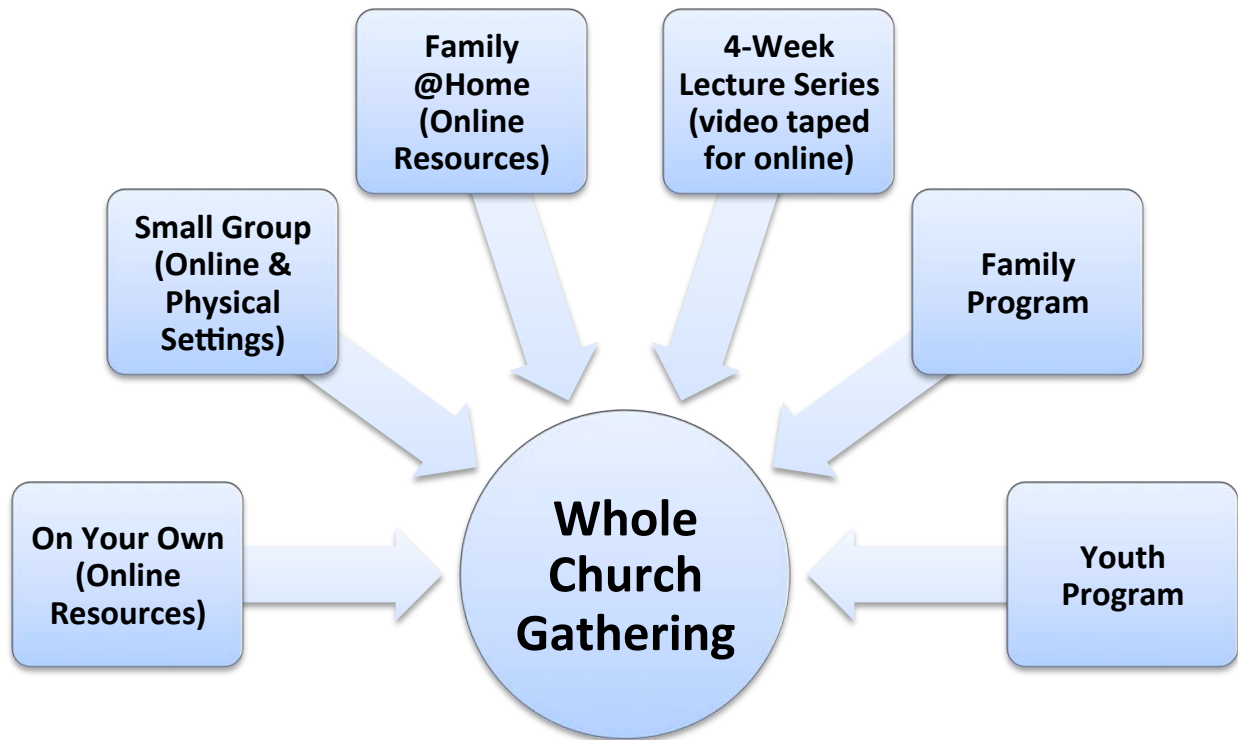 Family
@Home
(Online
Resources)
4-Week
Lecture Series
(video taped
for online)
Small Group
(Online &
Physical
Settings)
Family
Program
On Your Own
(Online
Resources)
Whole
Church
Gathering
Youth
Program